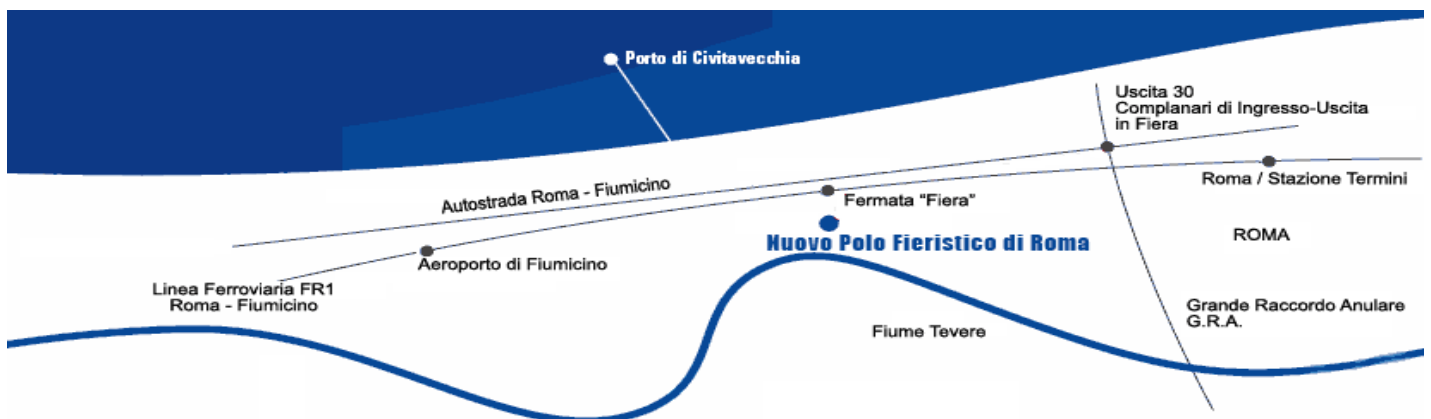 Porto di Civitavecchia
Uscita 30
Complanari di Ingresso-Uscita
in Fiera
Autostrada Roma - Fiumicino
Fermata "Fiera"
Roma / Stazione Termini
Nuovo Polo Fieristico di Roma
ROMA
Aeroporto di Fiumicino
Linea Ferroviaria FR1
Roma - Fiumicino
Grande Raccordo Anulare
G.R.A.
Fiume Tevere